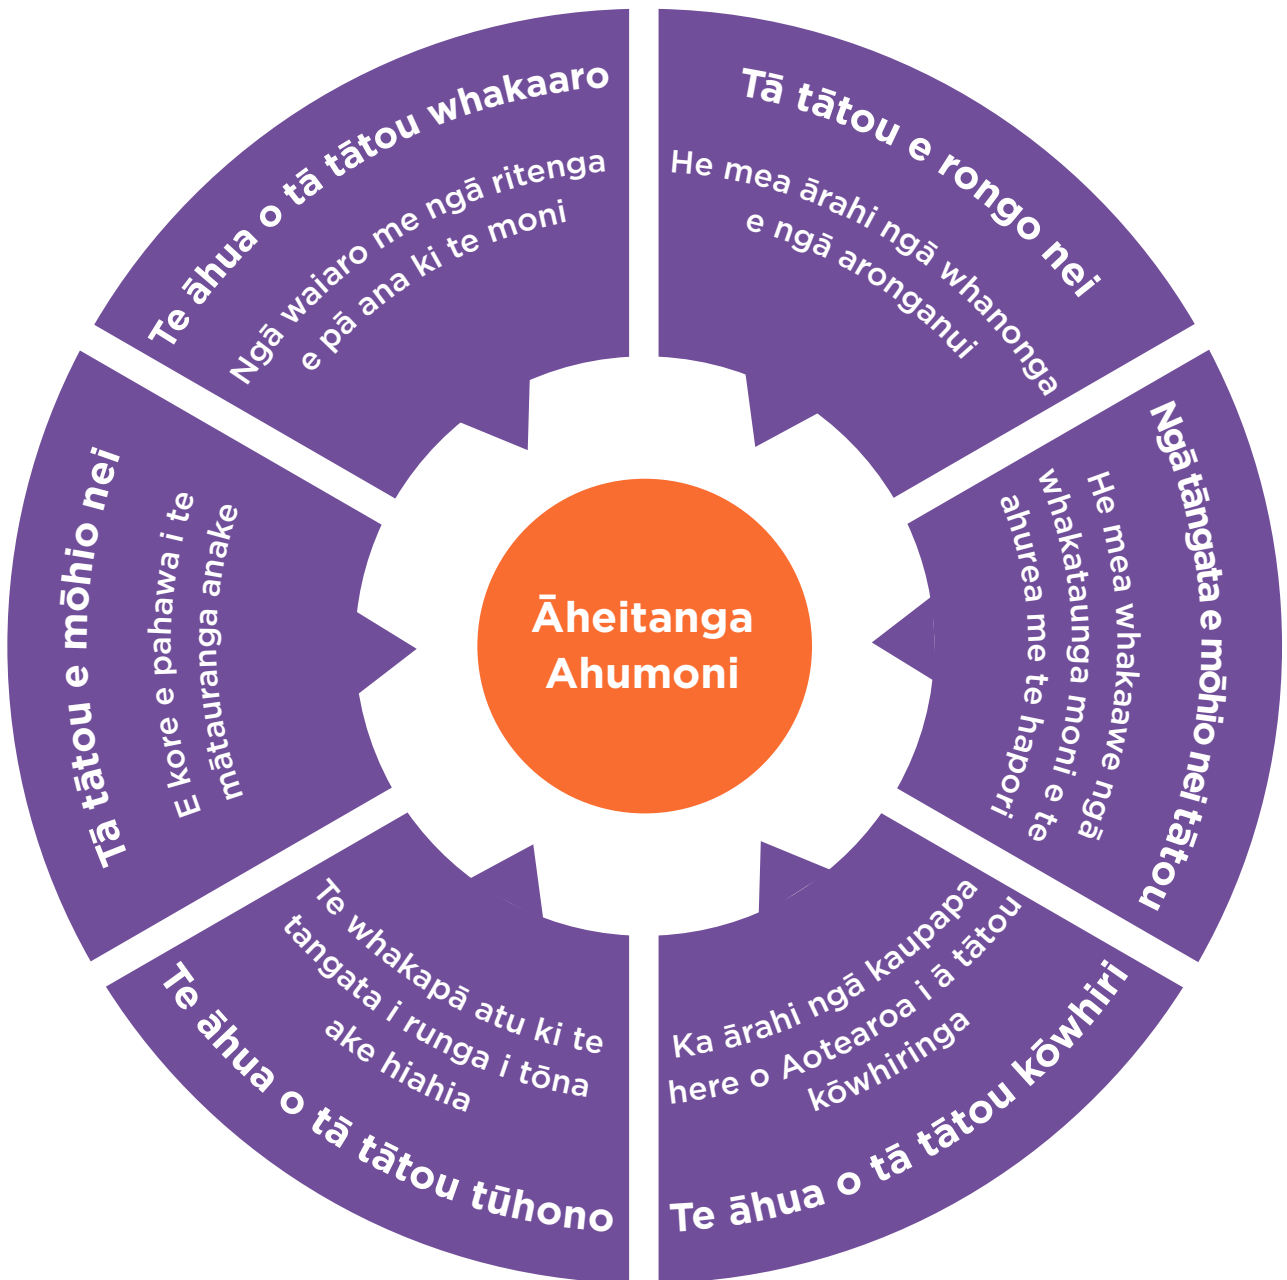 Te āhua o tā tātou whakaaro
Ngā waiaro me ngā ritenga
e pā ana ki te moni
Tā tātou e rongo nei
He mea ārahi ngā whanonga
e ngā aronganui
Ngā tāngata e mōhio nei tātou
He mea whakaawe ngā
whakataunga moni e te
ahurea me te hapori
Te āhua o tā tātou kōwhiri
Ka ārahi ngā kaupapa
here o Aotearoa i ā tātou
kōwhiringa
Te āhua o tā tātou tūhono
Te whakapā atu ki te
tangata i runga i tōna
ake hiahia
Tā tātou e mōhio nei
E kore e pahawa i te
mātauranga anake
Āheitanga
Ahumoni